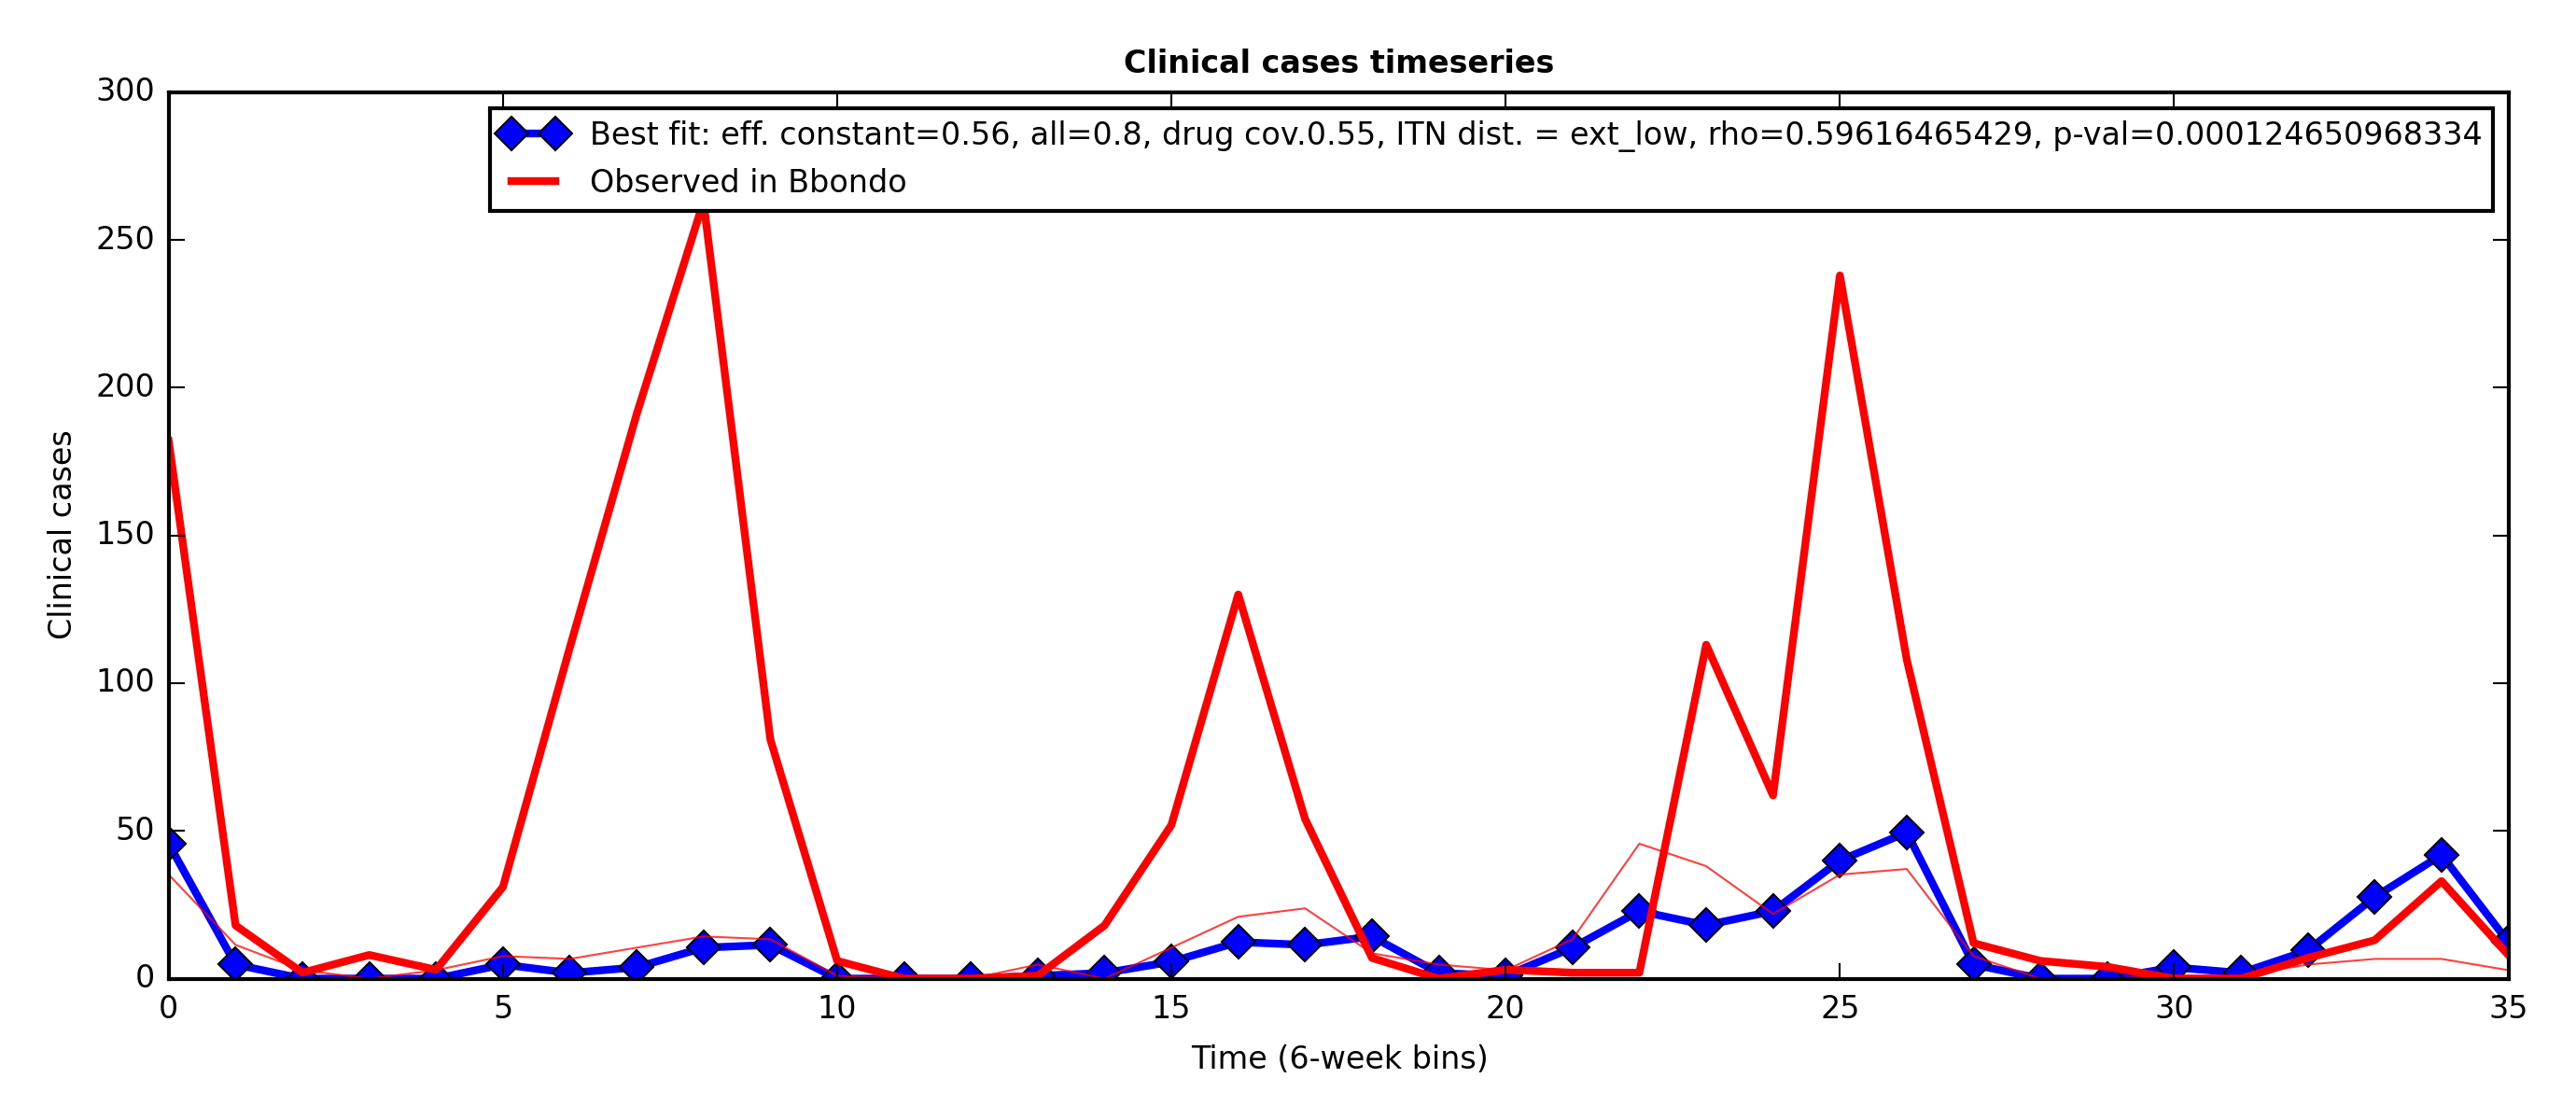 Clinical cases timeseries
300
250
200
150
100
50
0
Clinical cases
Best fit: eff. constant=0.56, all=0.8, drug cov.0.55, ITN dist. = ext_low, rho=0.59616465429, p-val=0.000124650968334
Observed in Bbondo
0 5 10 15 20 25 30 35
Time (6-week bins)